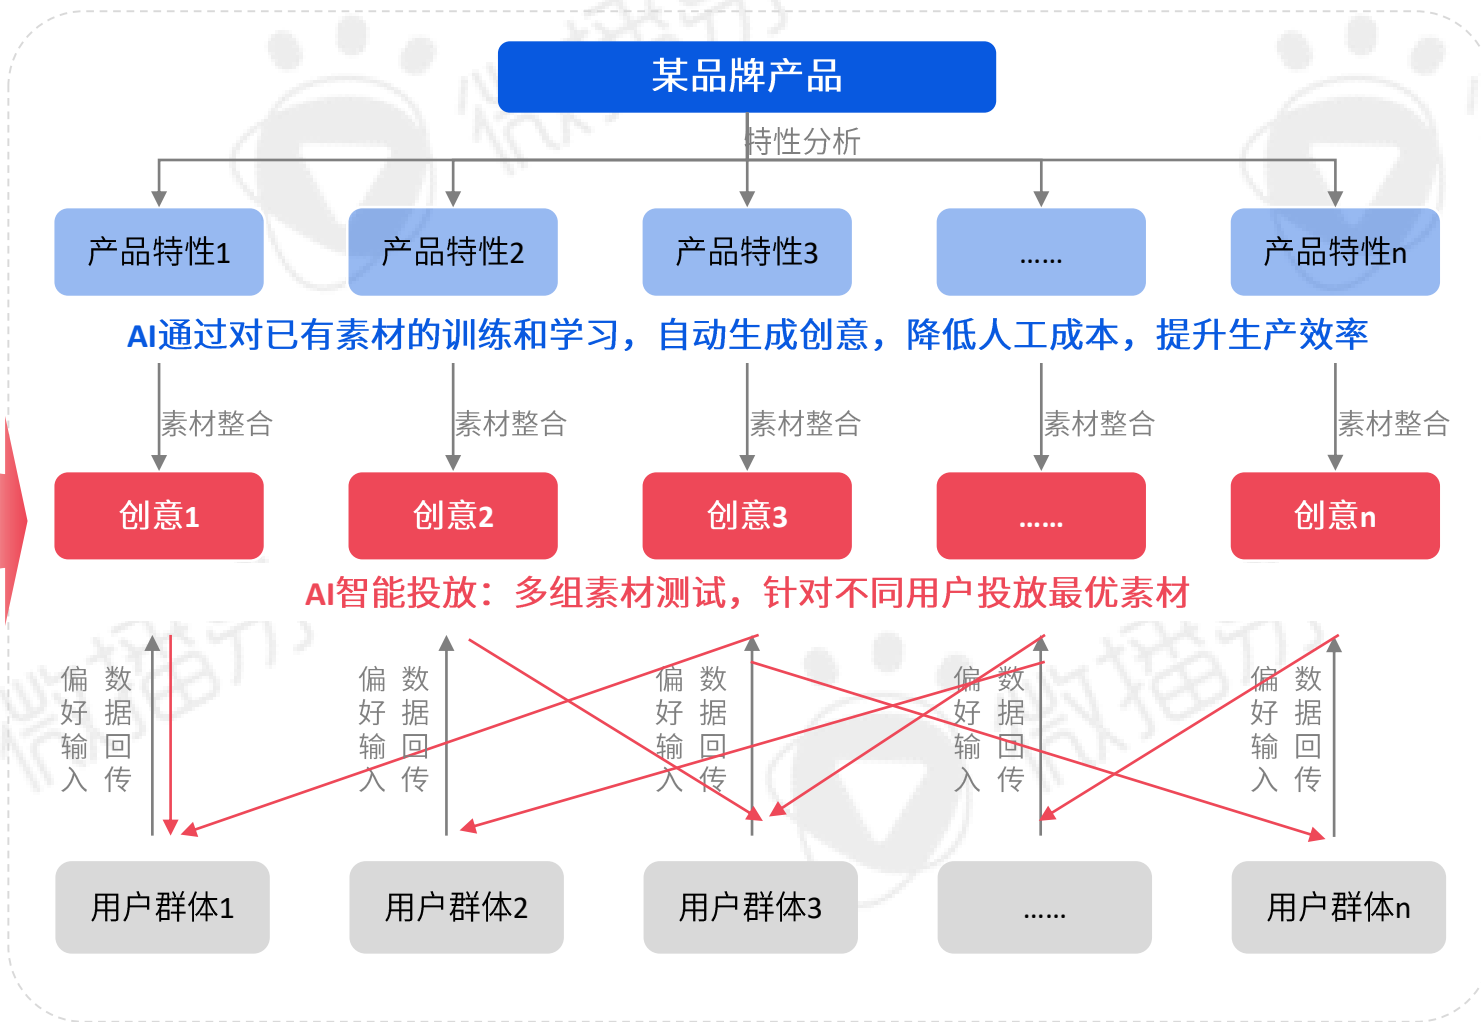 某品牌产品
特性分析
产品特性1
产品特性2
产品特性3
……
产品特性n
AI通过对已有素材的训练和学习，自动生成创意，降低人工成本，提升生产效率
素材整合
素材整合
素材整合
素材整合
素材整合
创意1
创意2
创意3
……
创意n
AI智能投放：多组素材测试，针对不同用户投放最优素材
偏好输入
数据回传
偏好输入
数据回传
偏好输入
数据回传
偏好输入
数据回传
偏好输入
数据回传
用户群体1
用户群体2
用户群体3
……
用户群体n